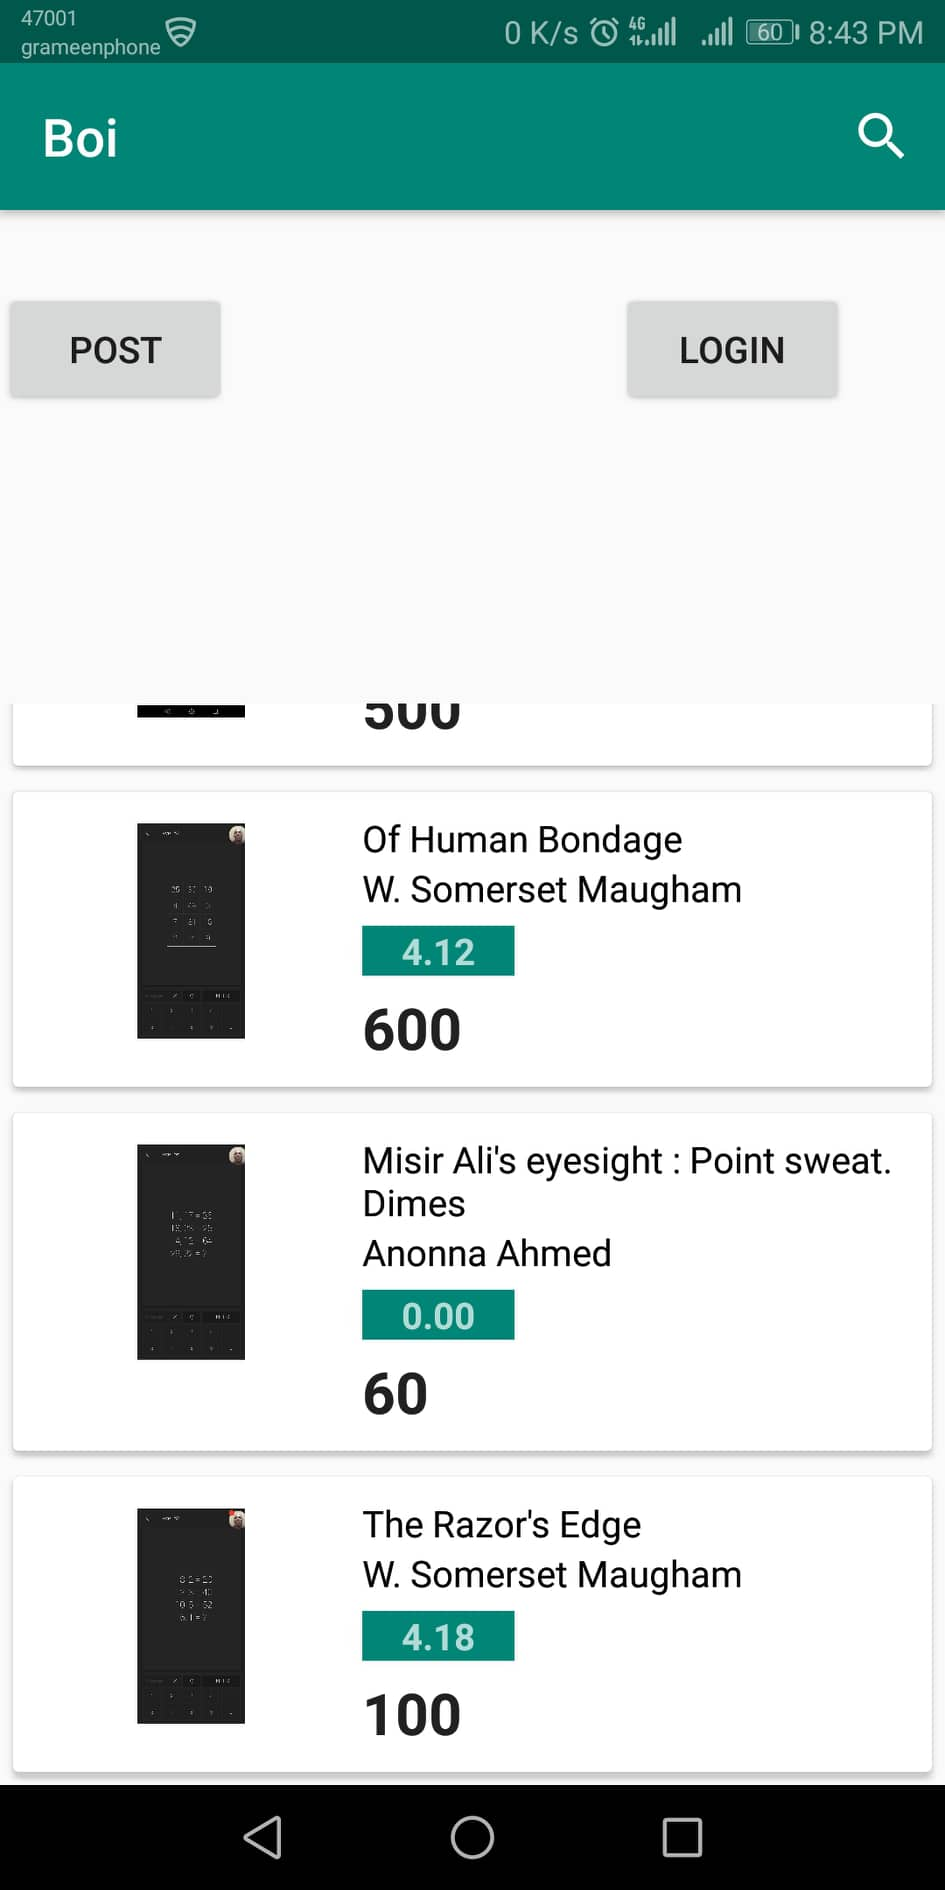 47001
grameenphone
0 K/s 4G 60 8:43 PM
Boi
POST
LOGIN
500
Of Human Bondage
W. Somerset Maugham
4.12
600
Misir Ali's eyesight : Point sweat.
Dimes
Anonna Ahmed
0.00
60
The Razor's Edge
W. Somerset Maugham
4.18
100